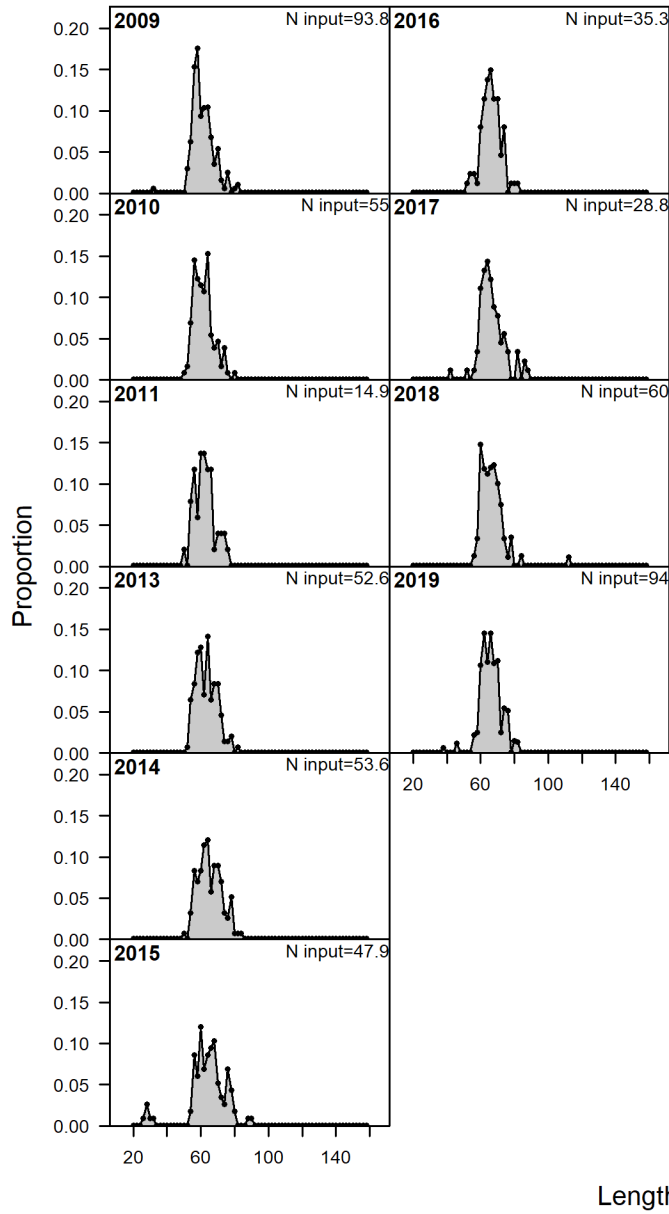 2009 N input=93.8
0.20
0.15
0.10
0.05
0.00
2010 N input=55
0.20
0.15
0.10
0.05
0.00
2011 N input=14.9
0.20
0.15
0.10
0.05
0.00
2013 N input=52.6
0.20
0.15
0.10
0.05
0.00
2014 N input=53.6
0.20
0.15
0.10
0.05
0.00
2015 N input=47.9
0.20
0.15
0.10
0.05
0.00
20 60 100 140
2016 N input=35.3
2017 N input=28.8
2018 N input=60
2019 N input=94
20 60 100 140
Proportion
Length